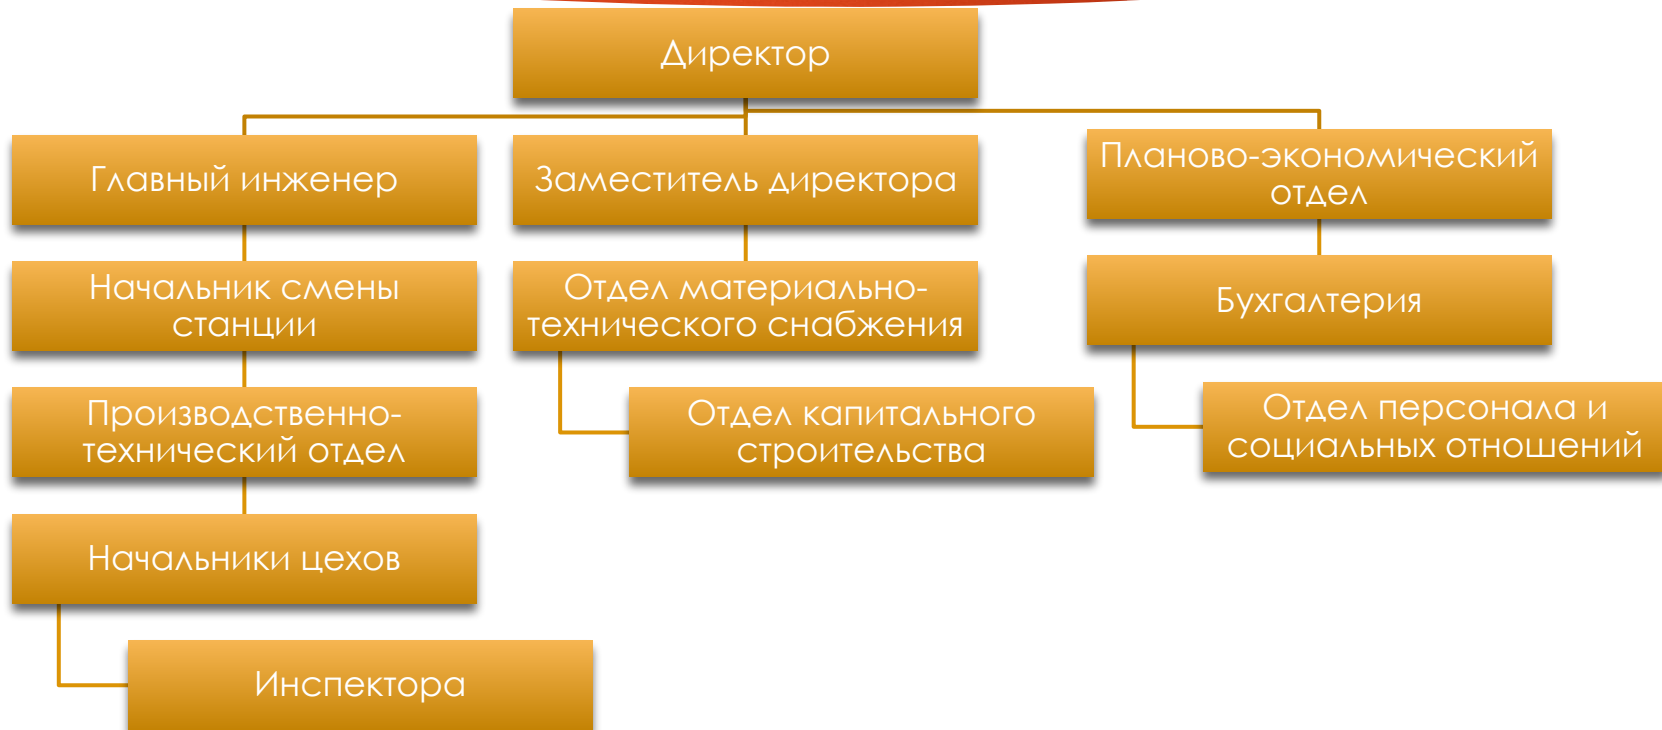 Директор
Главный инженер
Заместитель директора
Планово-экономический
отдел
Начальник смены
станции
Отдел материально-
технического снабжения
Бухгалтерия
Производственно-
технический отдел
Отдел капитального
строительства
Отдел персонала и
социальных отношений
Начальники цехов
Инспектора